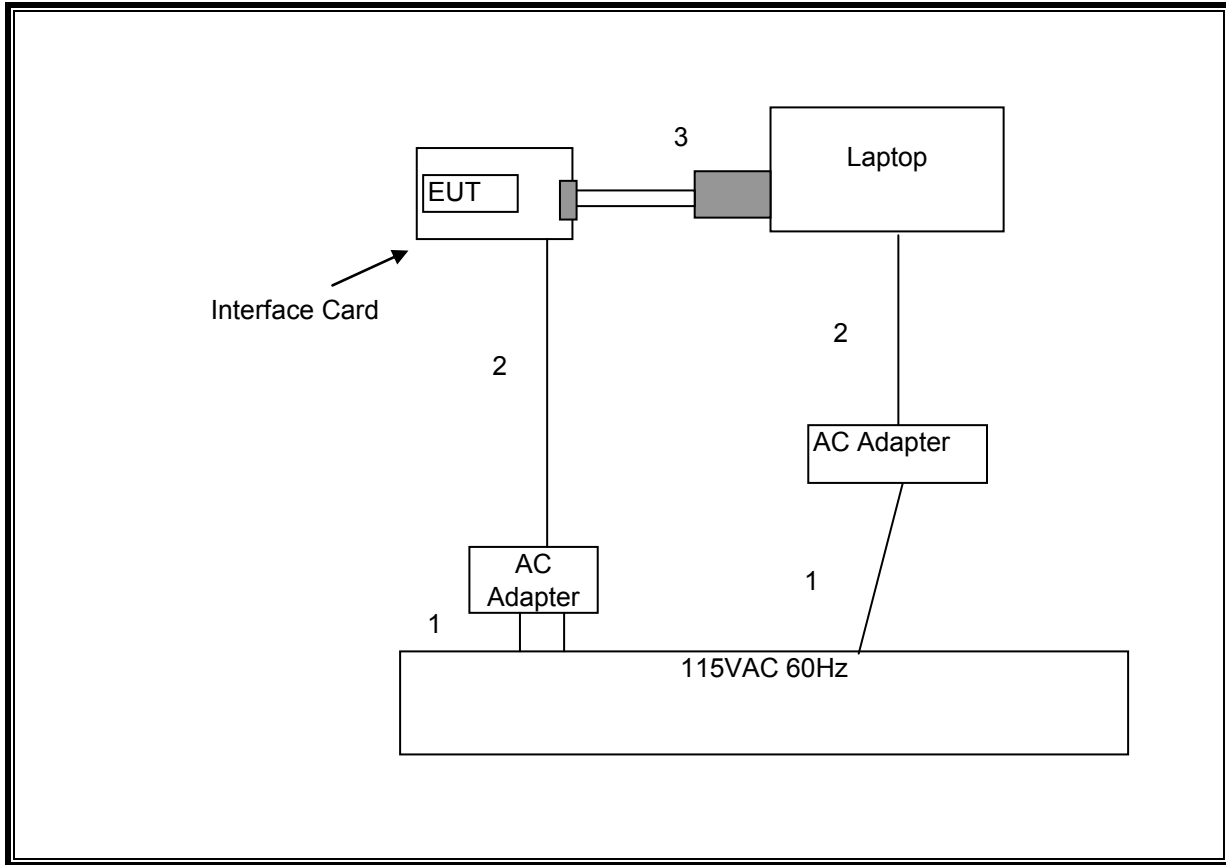 3
Laptop
EUT
Interface Card
2
2
AC Adapter
AC
Adapter
1
1
115VAC 60Hz